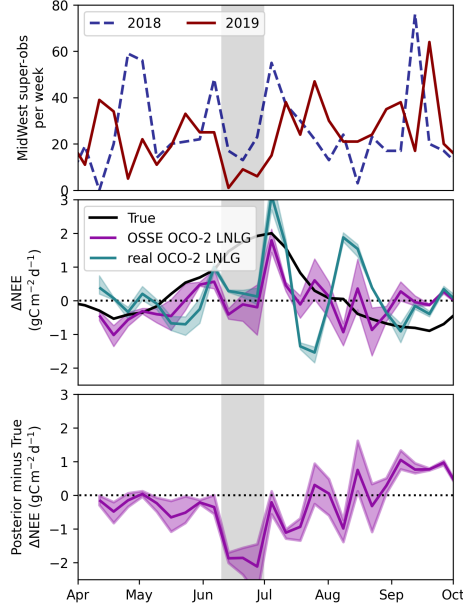 80
60
40
20
0
MidWest super-obs
per week
2018
2019
3
2
1
0
−1
−2
ΔNEE
(gC m⁻² d⁻¹)
True
OSSE OCO-2 LNLG
real OCO-2 LNLG
3
2
1
0
−1
−2
Posterior minus True
ΔNEE (gC m⁻² d⁻¹)
Apr May Jun Jul Aug Sep Oct